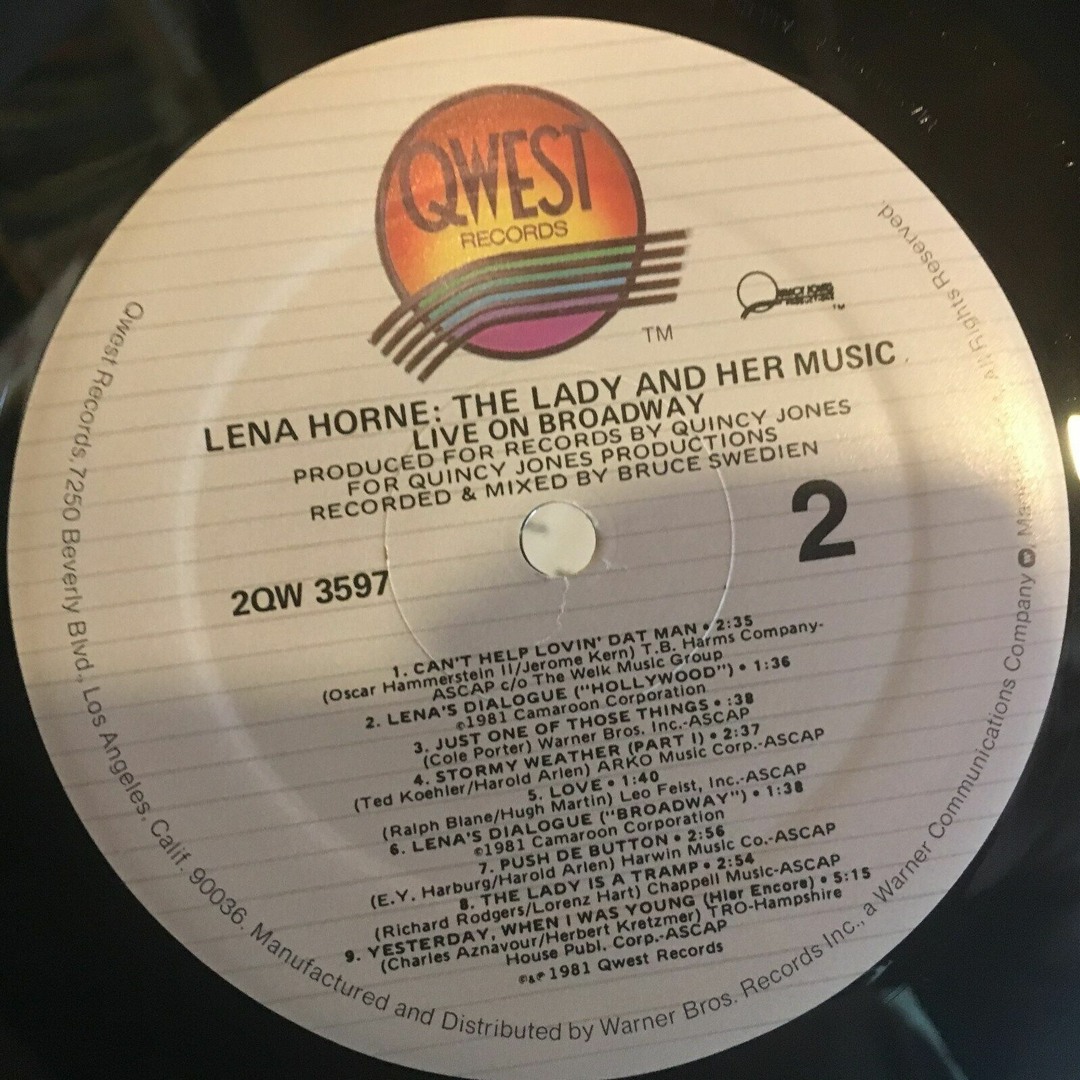 QWEST
RECORDS
TM
TM
LENA HORNE: THE LADY AND HER MUSIC
LIVE ON BROADWAY
PRODUCED FOR RECORDS BY QUINCY JONES
FOR QUINCY JONES PRODUCTIONS
RECORDED & MIXED BY BRUCE SWEDIEN
2
2QW 3597
1. CAN'T HELP LOVIN' DAT MAN • 2:35
(Oscar Hammerstein II/Jerome Kern) T.B. Harms Company-
ASCAP c/o The Welk Music Group
2. LENA'S DIALOGUE ("HOLLYWOOD") • 1:36
©1981 Camaroon Corporation
3. JUST ONE OF THOSE THINGS • :38
(Cole Porter) Warner Bros. Inc.-ASCAP
4. STORMY WEATHER (PART I) • 2:37
(Ted Koehler/Harold Arlen) ARKO Music Corp.-ASCAP
5. LOVE • 1:40
(Ralph Blane/Hugh Martin) Leo Feist, Inc.-ASCAP
6. LENA'S DIALOGUE ("BROADWAY") • 1:38
©1981 Camaroon Corporation
7. PUSH DE BUTTON • 2:56
(E.Y. Harburg/Harold Arlen) Harwin Music Co.-ASCAP
8. THE LADY IS A TRAMP • 2:54
(Richard Rodgers/Lorenz Hart) Chappell Music-ASCAP
9. YESTERDAY, WHEN I WAS YOUNG (HIer Encore) • 5:15
(Charles Aznavour/Herbert Kretzmer) TRO-Hampshire
House Publ. Corp.-ASCAP
©&℗ 1981 Qwest Records
Qwest Records, 7250 Beverly Blvd., Los Angeles, Calif. 90036. Manufactured and Distributed by Warner Bros. Records Inc., a Warner Communications Company All Rights Reserved.